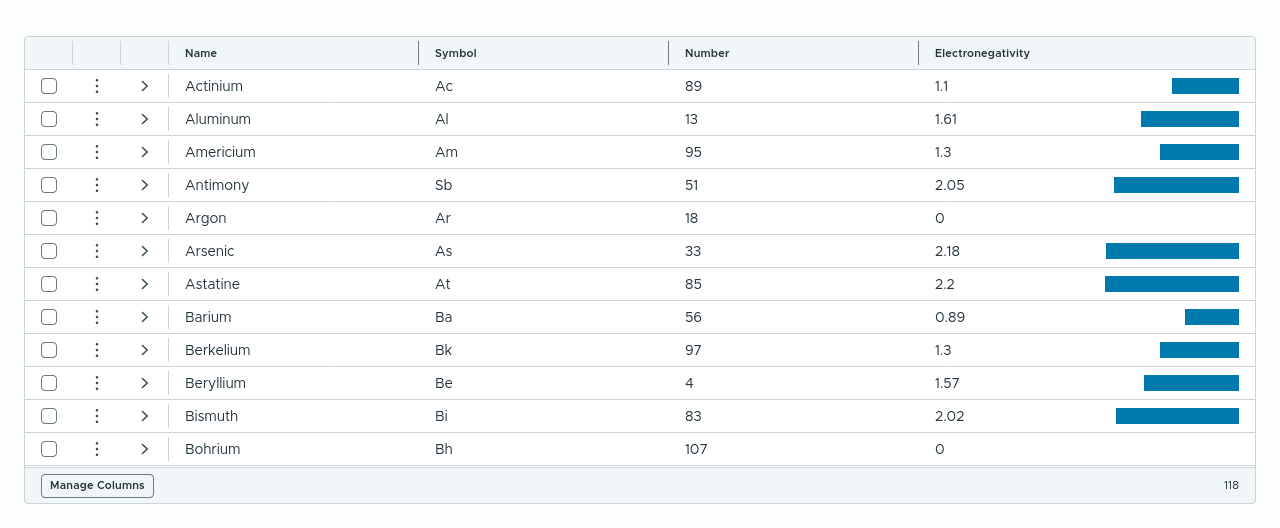 Name Symbol Number Electronegativity
Actinium Ac 89 1.1
Aluminum Al 13 1.61
Americium Am 95 1.3
Antimony Sb 51 2.05
Argon Ar 18 0
Arsenic As 33 2.18
Astatine At 85 2.2
Barium Ba 56 0.89
Berkelium Bk 97 1.3
Beryllium Be 4 1.57
Bismuth Bi 83 2.02
Bohrium Bh 107 0
Manage Columns 118